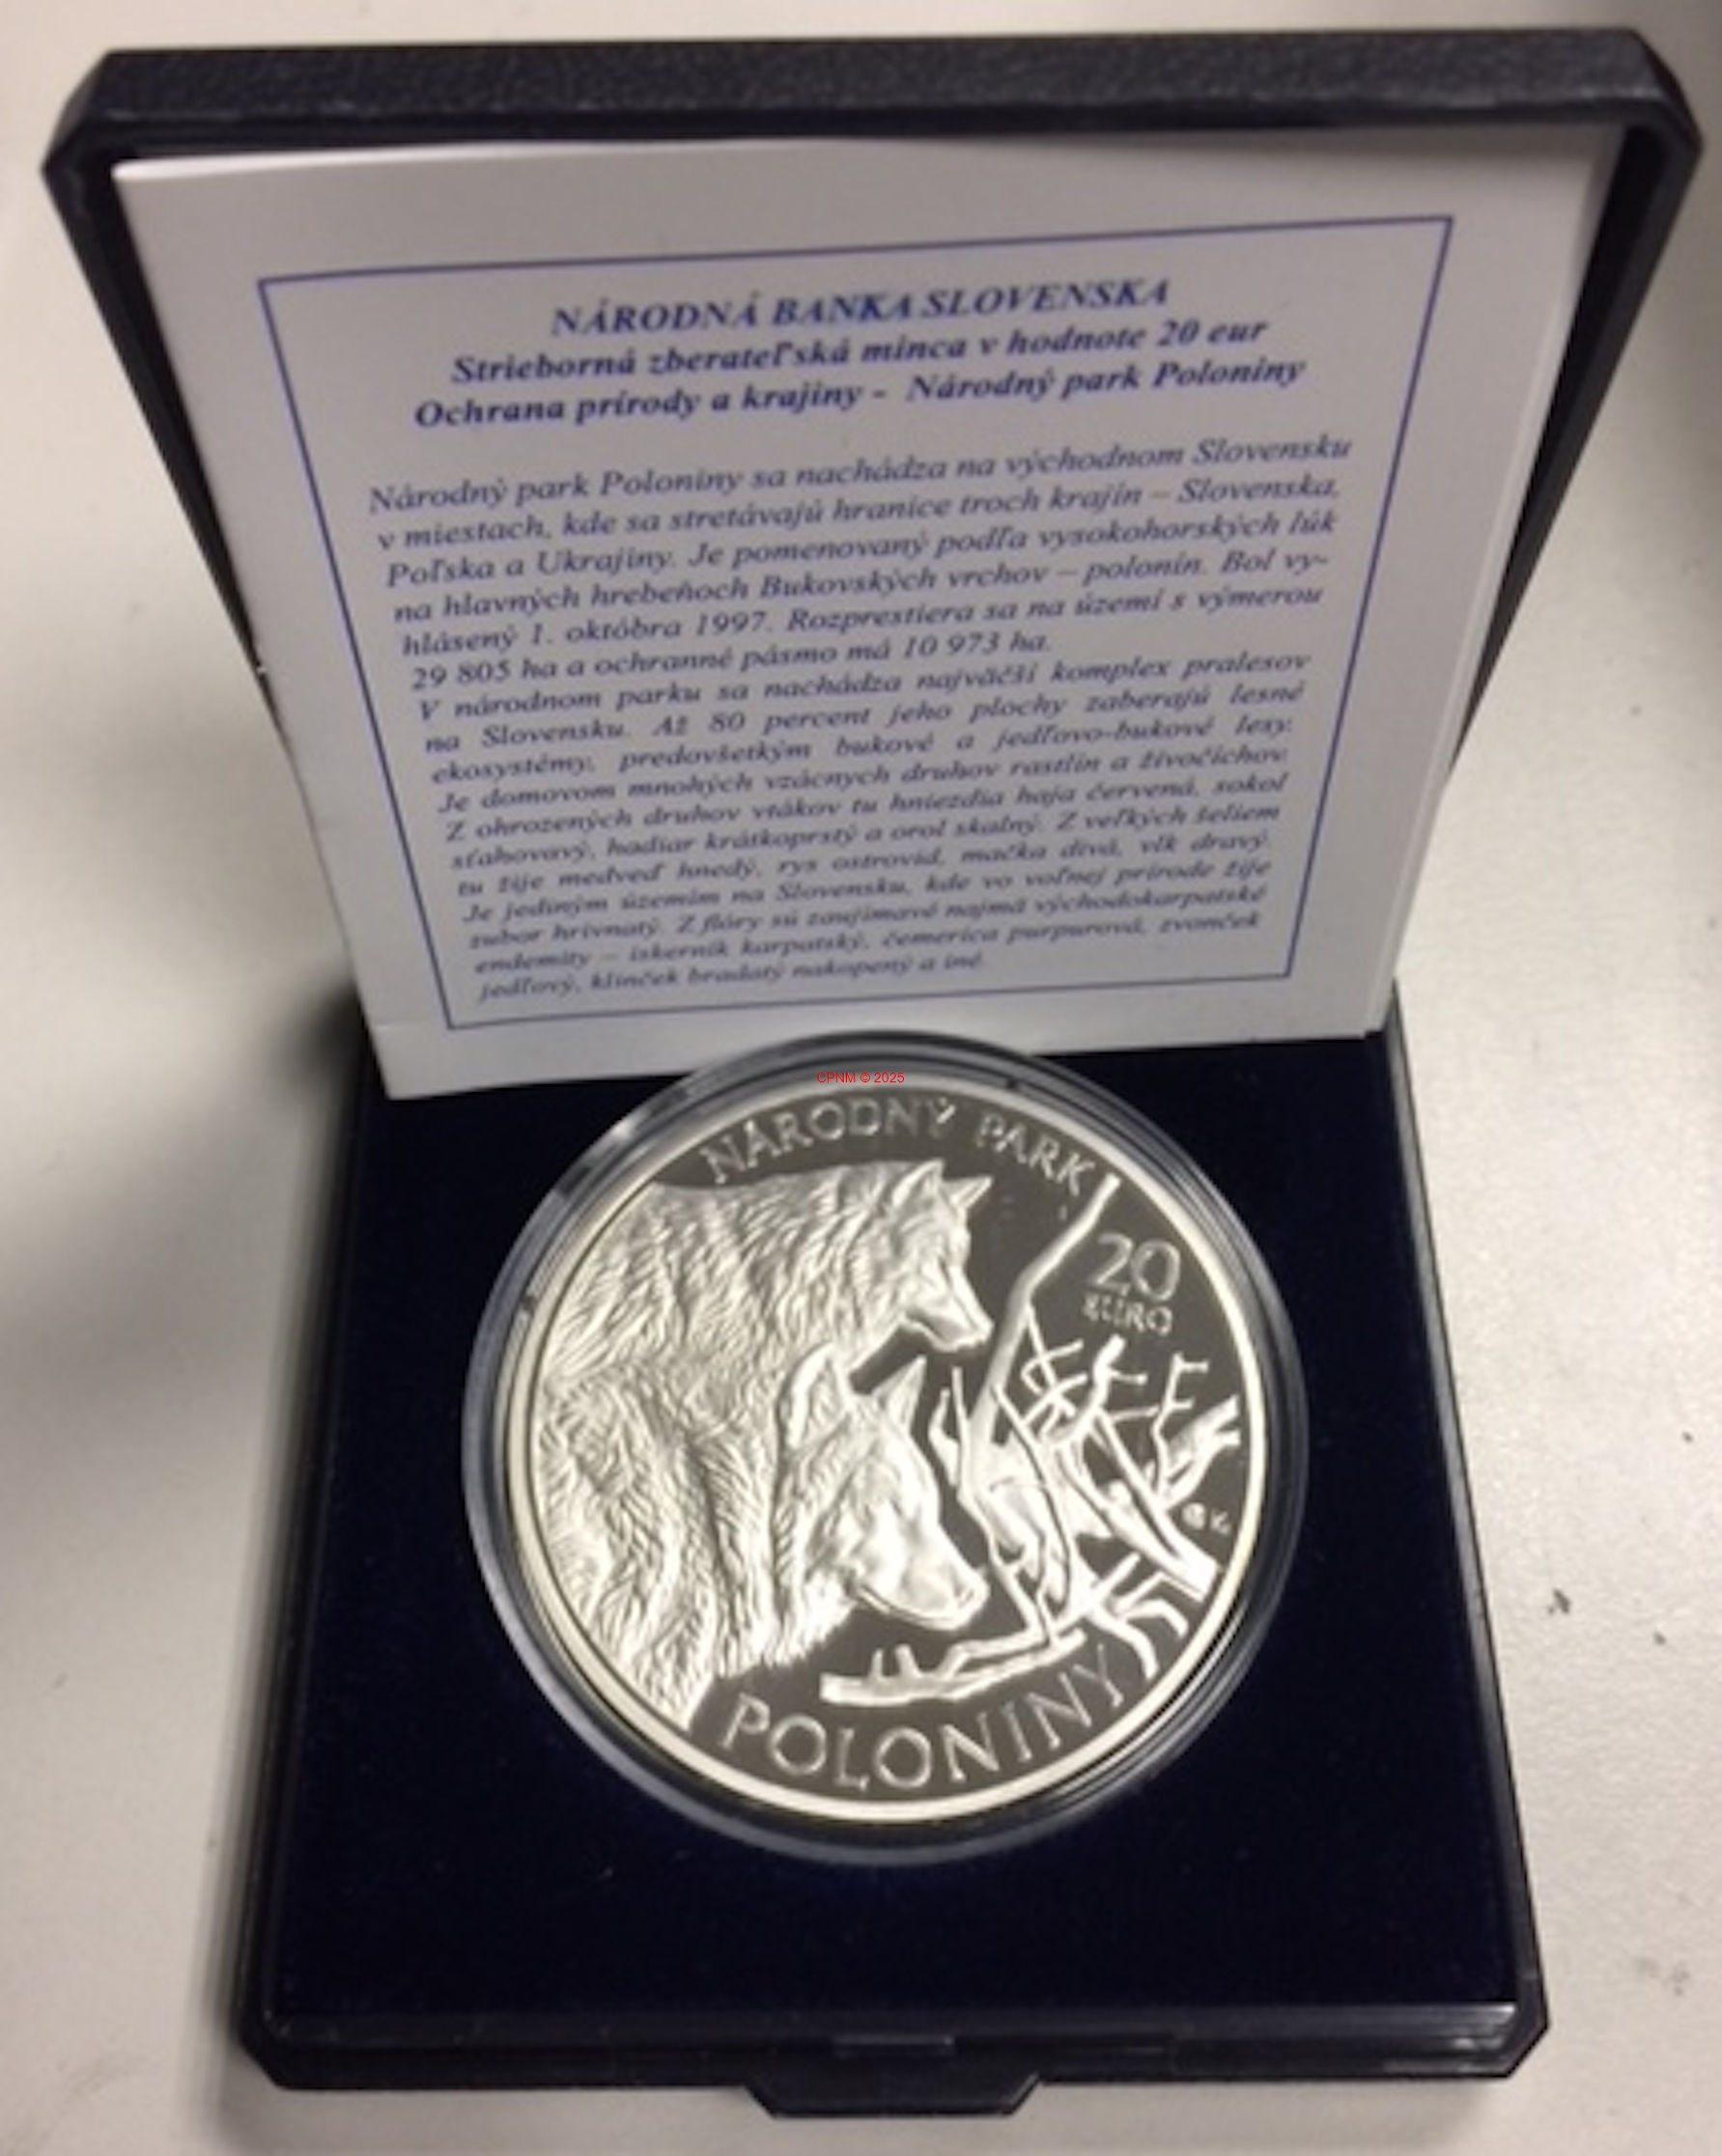 NÁRODNÁ BANKA SLOVENSKA
Strieborná zberateľská minca v hodnote 20 eur
Ochrana prírody a krajiny - Národný park Poloniny
Národný park Poloniny sa nachádza na východnom Slovensku
v miestach, kde sa stretávajú hranice troch krajín – Slovenska,
Poľska a Ukrajiny. Je pomenovaný podľa vysokohorských lúk
na hlavných hrebeňoch Bukovských vrchov – polonín. Bol vy-
hlásený 1. októbra 1997. Rozprestiera sa na území s výmerou
29 805 ha a ochranné pásmo má 10 973 ha.
V národnom parku sa nachádza najväčší komplex pralesov
na Slovensku. Až 80 percent jeho plochy zaberajú lesné
ekosystémy, predovšetkým bukové a jedľovo-bukové lesy.
Je domovom mnohých vzácnych druhov rastlín a živočíchov.
Z ohrozených druhov vtákov tu hniezdia haja červená, sokol
sťahovavý, hadiar krátkoprstý a orol skalný. Z veľkých šeliem
tu žije medveď hnedý, rys ostrovid, mačka divá, vlk dravý.
Je jediným územím na Slovensku, kde vo voľnej prírode žije
zubor hrivnatý. Z flóry sú zaujímavé najmä východokarpatské
endemity – iskerník karpatský, čemerica purpurová, zvonček
jedľový, klinček bradatý nakopený a iné.
CPNM © 2025
NÁRODNÝ PARK
20
EURO
POLONINY